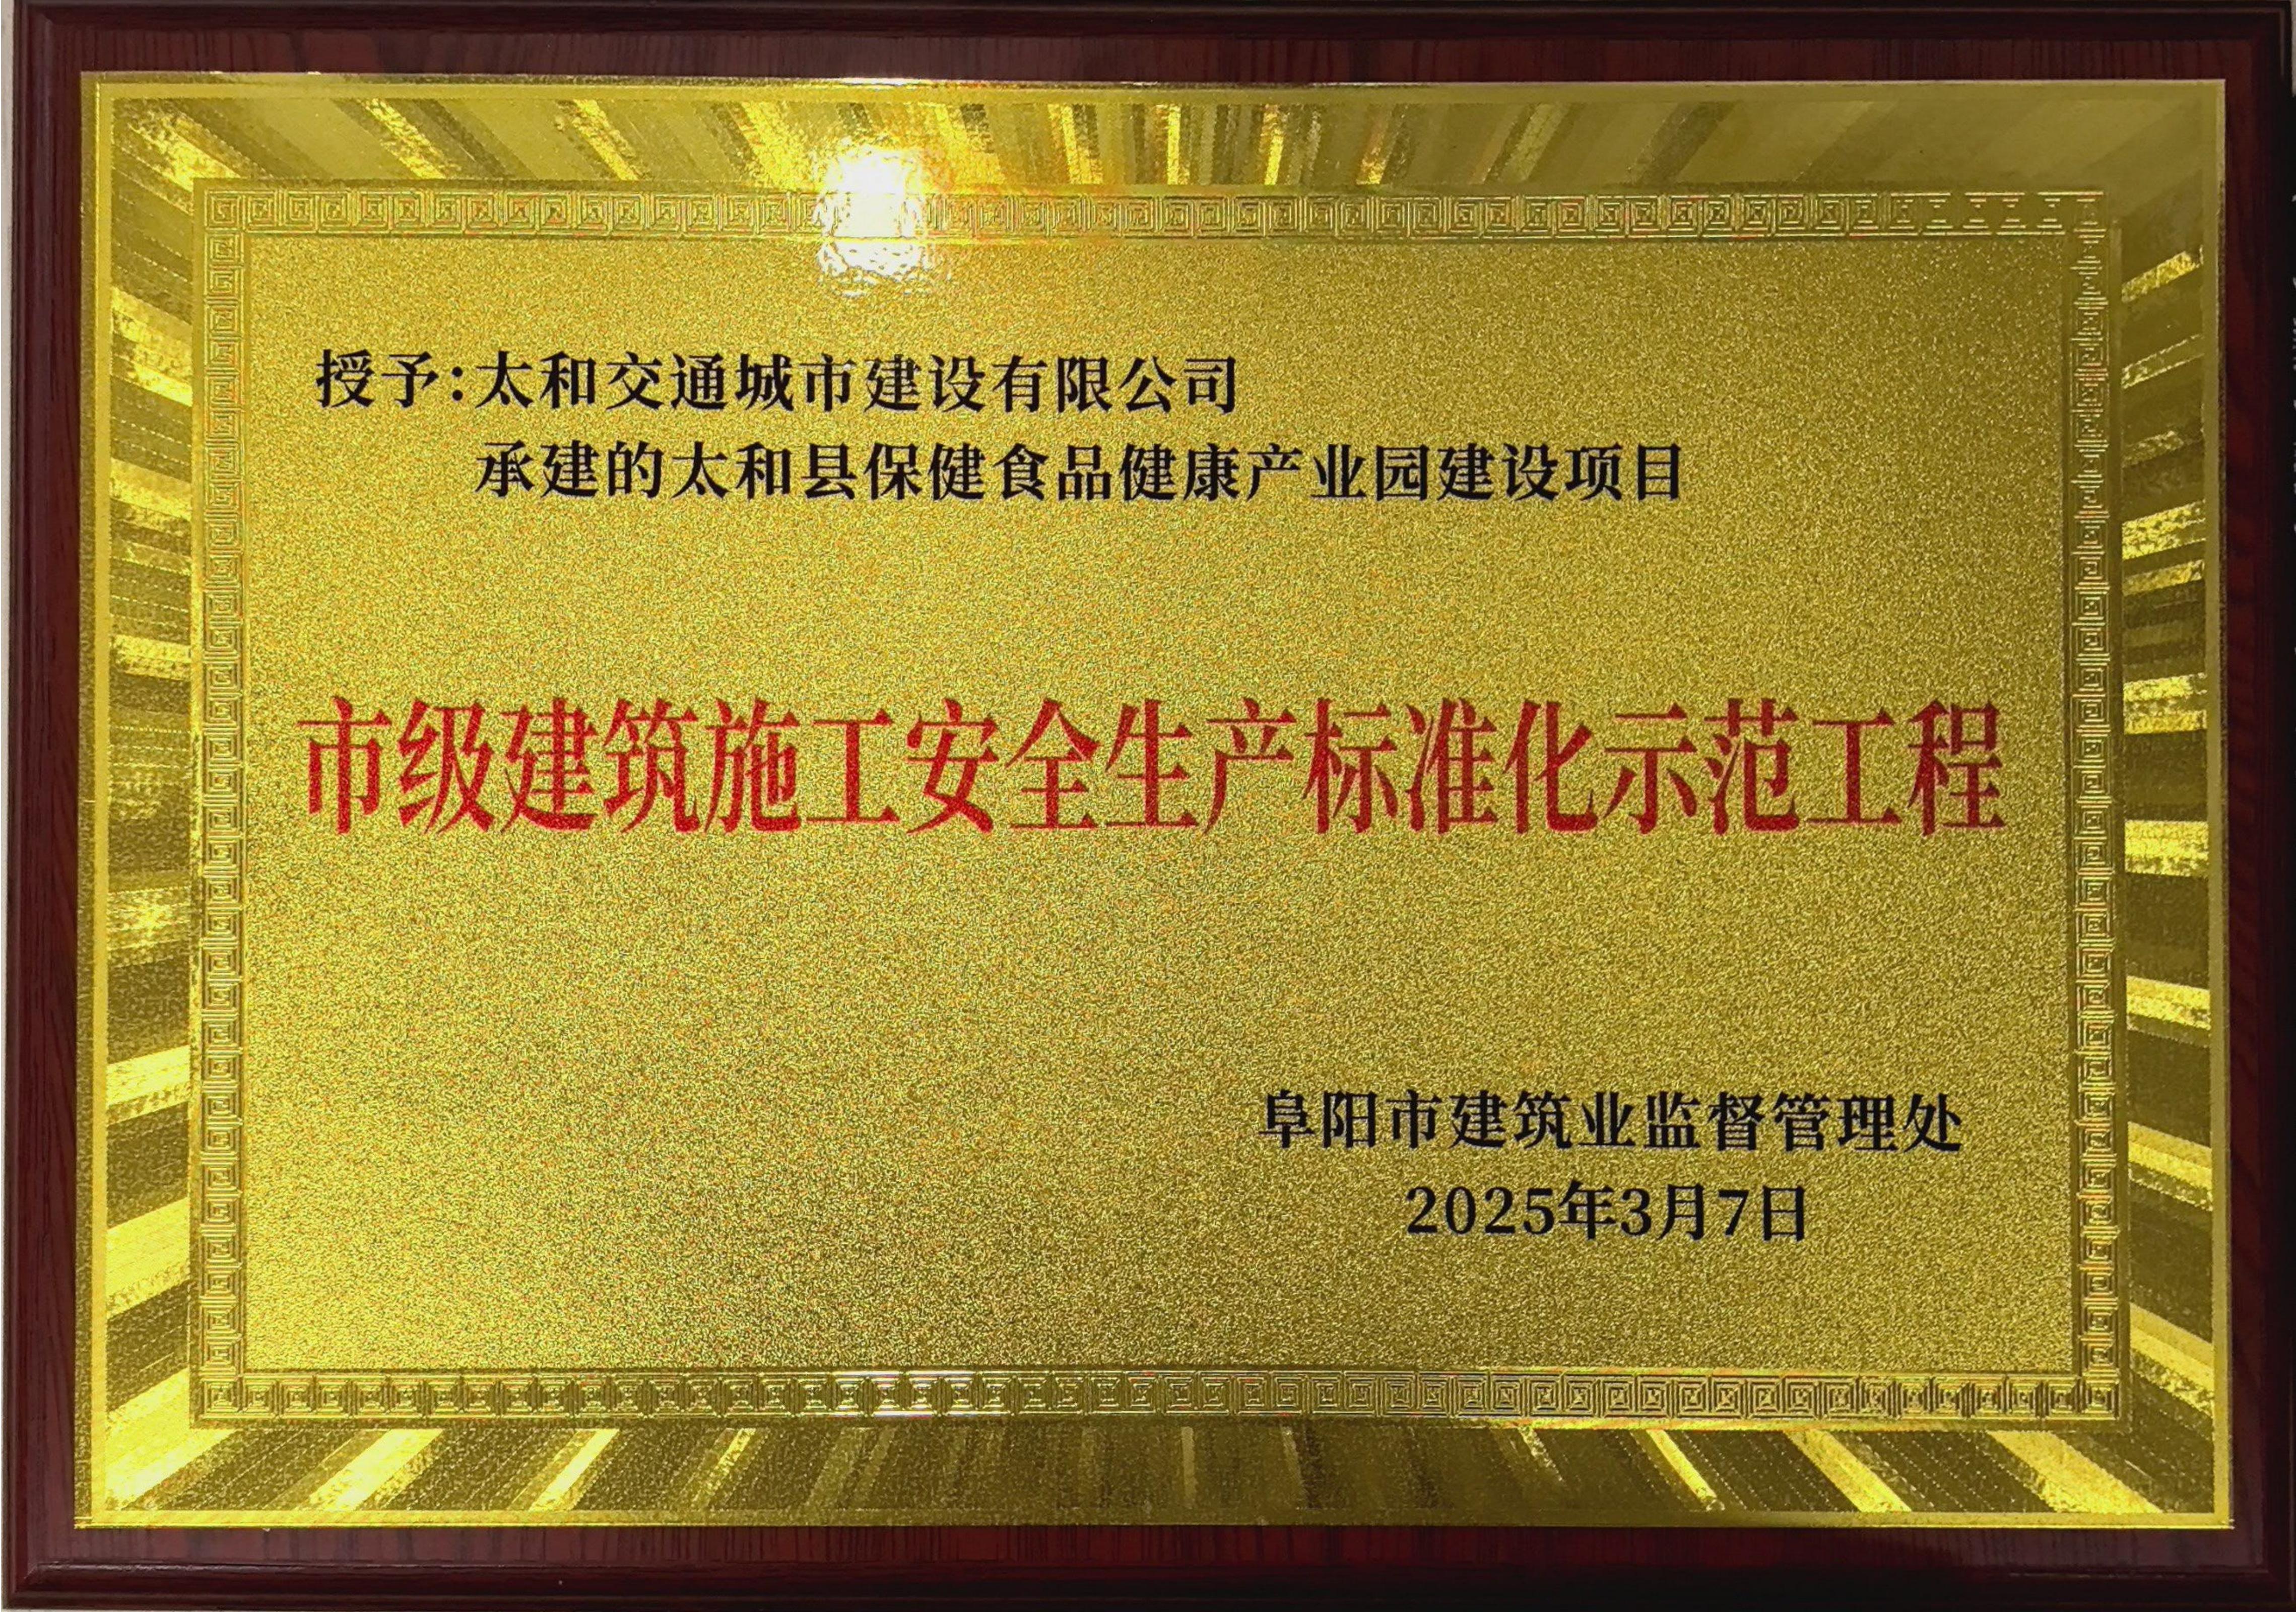 授予:太和交通城市建设有限公司
承建的太和县保健食品健康产业园建设项目
市级建筑施工安全生产标准化示范工程
阜阳市建筑业监督管理处
2025年3月7日